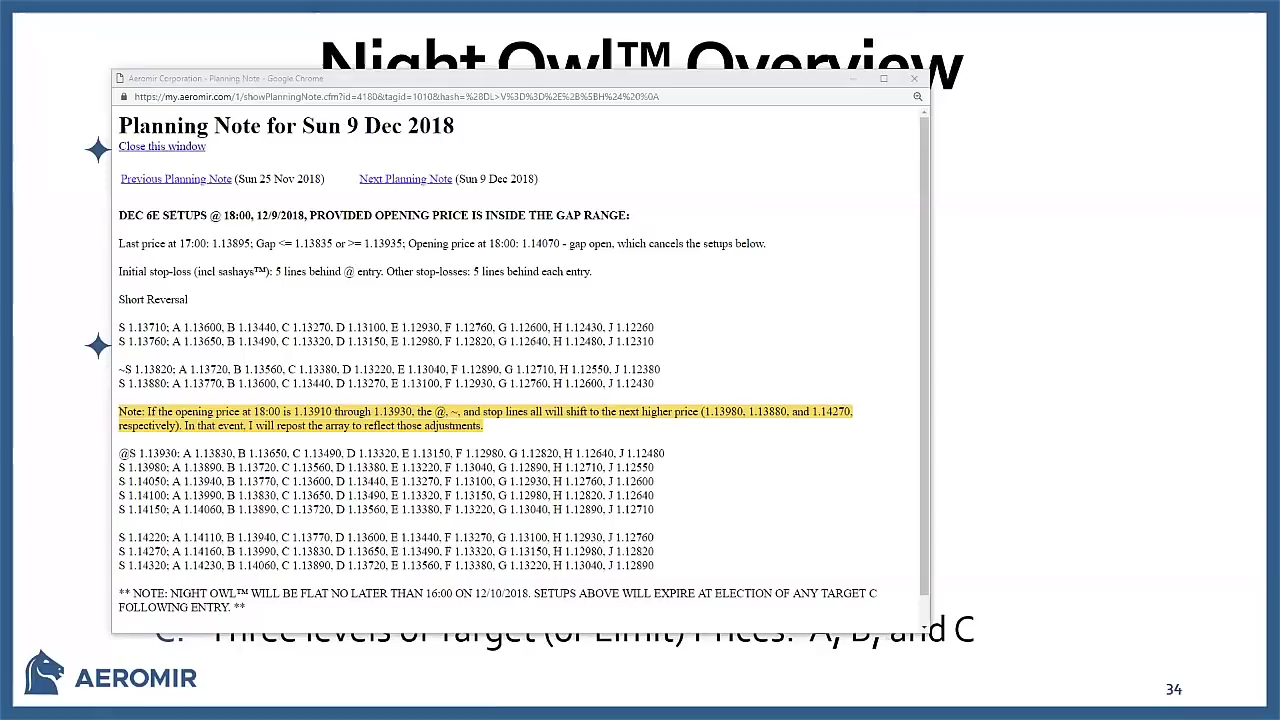 Night Owl™ Overview
Aeromir Corporation - Planning Note - Google Chrome
https://my.aeromir.com/1/showPlanningNote.cfm?id=4180&tagid=1010&hash=%28DL>V%3D%3D%2E%2B%5BH%24%20%0A
Planning Note for Sun 9 Dec 2018
Close this window
Previous Planning Note (Sun 25 Nov 2018) Next Planning Note (Sun 9 Dec 2018)
DEC 6E SETUPS @ 18:00, 12/9/2018, PROVIDED OPENING PRICE IS INSIDE THE GAP RANGE:
Last price at 17:00: 1.13895; Gap <= 1.13835 or >= 1.13935; Opening price at 18:00: 1.14070 - gap open, which cancels the setups below.
Initial stop-loss (incl sashays™): 5 lines behind @ entry. Other stop-losses: 5 lines behind each entry.
Short Reversal
S 1.13710; A 1.13600, B 1.13440, C 1.13270, D 1.13100, E 1.12930, F 1.12760, G 1.12600, H 1.12430, J 1.12260
S 1.13760; A 1.13650, B 1.13490, C 1.13320, D 1.13150, E 1.12980, F 1.12820, G 1.12640, H 1.12480, J 1.12310
~S 1.13820: A 1.13720, B 1.13560, C 1.13380, D 1.13220, E 1.13040, F 1.12890, G 1.12710, H 1.12550, J 1.12380
S 1.13880; A 1.13770, B 1.13600, C 1.13440, D 1.13270, E 1.13100, F 1.12930, G 1.12760, H 1.12600, J 1.12430
Note: If the opening price at 18:00 is 1.13910 through 1.13930, the @, ~, and stop lines all will shift to the next higher price (1.13980, 1.13880, and 1.14270,
respectively). In that event, I will repost the array to reflect those adjustments.
@S 1.13930: A 1.13830, B 1.13650, C 1.13490, D 1.13320, E 1.13150, F 1.12980, G 1.12820, H 1.12640, J 1.12480
S 1.13980; A 1.13890, B 1.13720, C 1.13560, D 1.13380, E 1.13220, F 1.13040, G 1.12890, H 1.12710, J 1.12550
S 1.14050; A 1.13940, B 1.13770, C 1.13600, D 1.13440, E 1.13270, F 1.13100, G 1.12930, H 1.12760, J 1.12600
S 1.14100; A 1.13990, B 1.13830, C 1.13650, D 1.13490, E 1.13320, F 1.13150, G 1.12980, H 1.12820, J 1.12640
S 1.14150; A 1.14060, B 1.13890, C 1.13720, D 1.13560, E 1.13380, F 1.13220, G 1.13040, H 1.12890, J 1.12710
S 1.14220; A 1.14110, B 1.13940, C 1.13770, D 1.13600, E 1.13440, F 1.13270, G 1.13100, H 1.12930, J 1.12760
S 1.14270; A 1.14160, B 1.13990, C 1.13830, D 1.13650, E 1.13490, F 1.13320, G 1.13150, H 1.12980, J 1.12820
S 1.14320; A 1.14230, B 1.14060, C 1.13890, D 1.13720, E 1.13560, F 1.13380, G 1.13220, H 1.13040, J 1.12890
** NOTE: NIGHT OWL™ WILL BE FLAT NO LATER THAN 16:00 ON 12/10/2018. SETUPS ABOVE WILL EXPIRE AT ELECTION OF ANY TARGET C
FOLLOWING ENTRY. **
C. Three levels of Target (or Limit) Prices: A, B, and C
AEROMIR
34